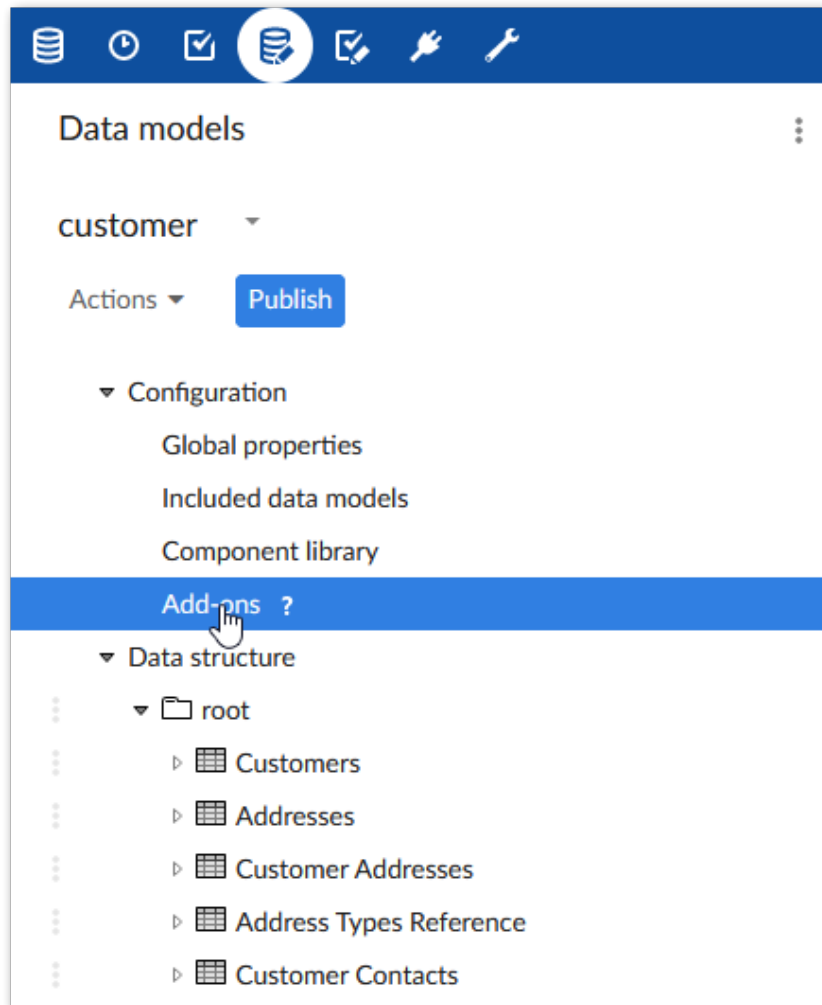 Data models
customer
Actions Publish
Configuration
Global properties
Included data models
Component library
Add-ons ?
Data structure
root
Customers
Addresses
Customer Addresses
Address Types Reference
Customer Contacts